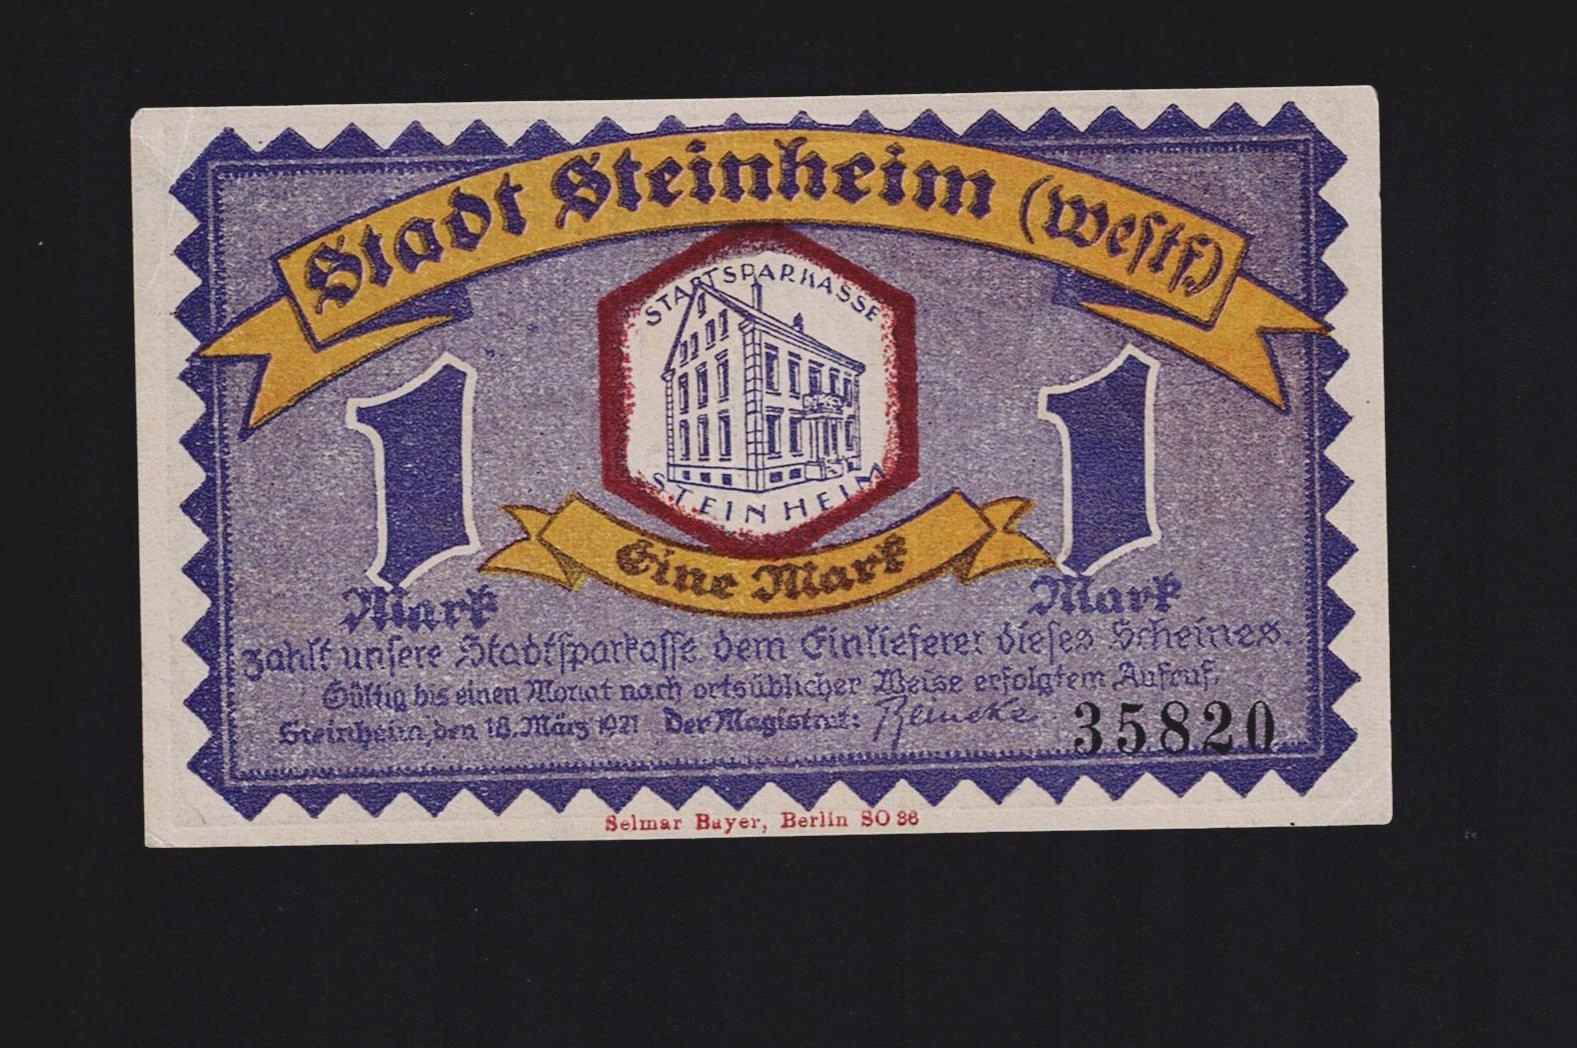 Stadt Steinheim (Westf.)
STADTSPARKASSE
STEINHEIM
1
1
Eine Mark
Mark
Mark
zahlt unsere Stadtsparkasse dem Einlieferer dieses Scheines.
Gültig bis einen Monat nach ortsüblicher Weise erfolgtem Aufruf.
Steinheim, den 18. März 1921 Der Magistrat: Reineke
35820
Selmar Bayer, Berlin SO 36